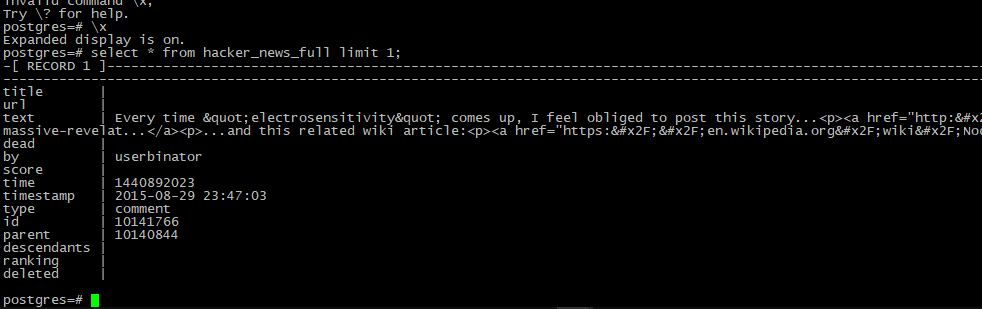 Invalid command \x;
Try \? for help.
postgres=# \x
Expanded display is on.
postgres=# select * from hacker_news_full limit 1;
-[ RECORD 1 ]---------------------------------------------------------------------------------------------------------------
----------------------------------------------------------------------------------------------------------------------------
title       |
url         |
text        | Every time &quot;electrosensitivity&quot; comes up, I feel obliged to post this story...<p><a href="http:&#x2
massive-revelat...</a><p>...and this related wiki article:<p><a href="https:&#x2F;&#x2F;en.wikipedia.org&#x2F;wiki&#x2F;Noc
dead        |
by          | userbinator
score       |
time        | 1440892023
timestamp   | 2015-08-29 23:47:03
type        | comment
id          | 10141766
parent      | 10140844
descendants |
ranking     |
deleted     |
postgres=#